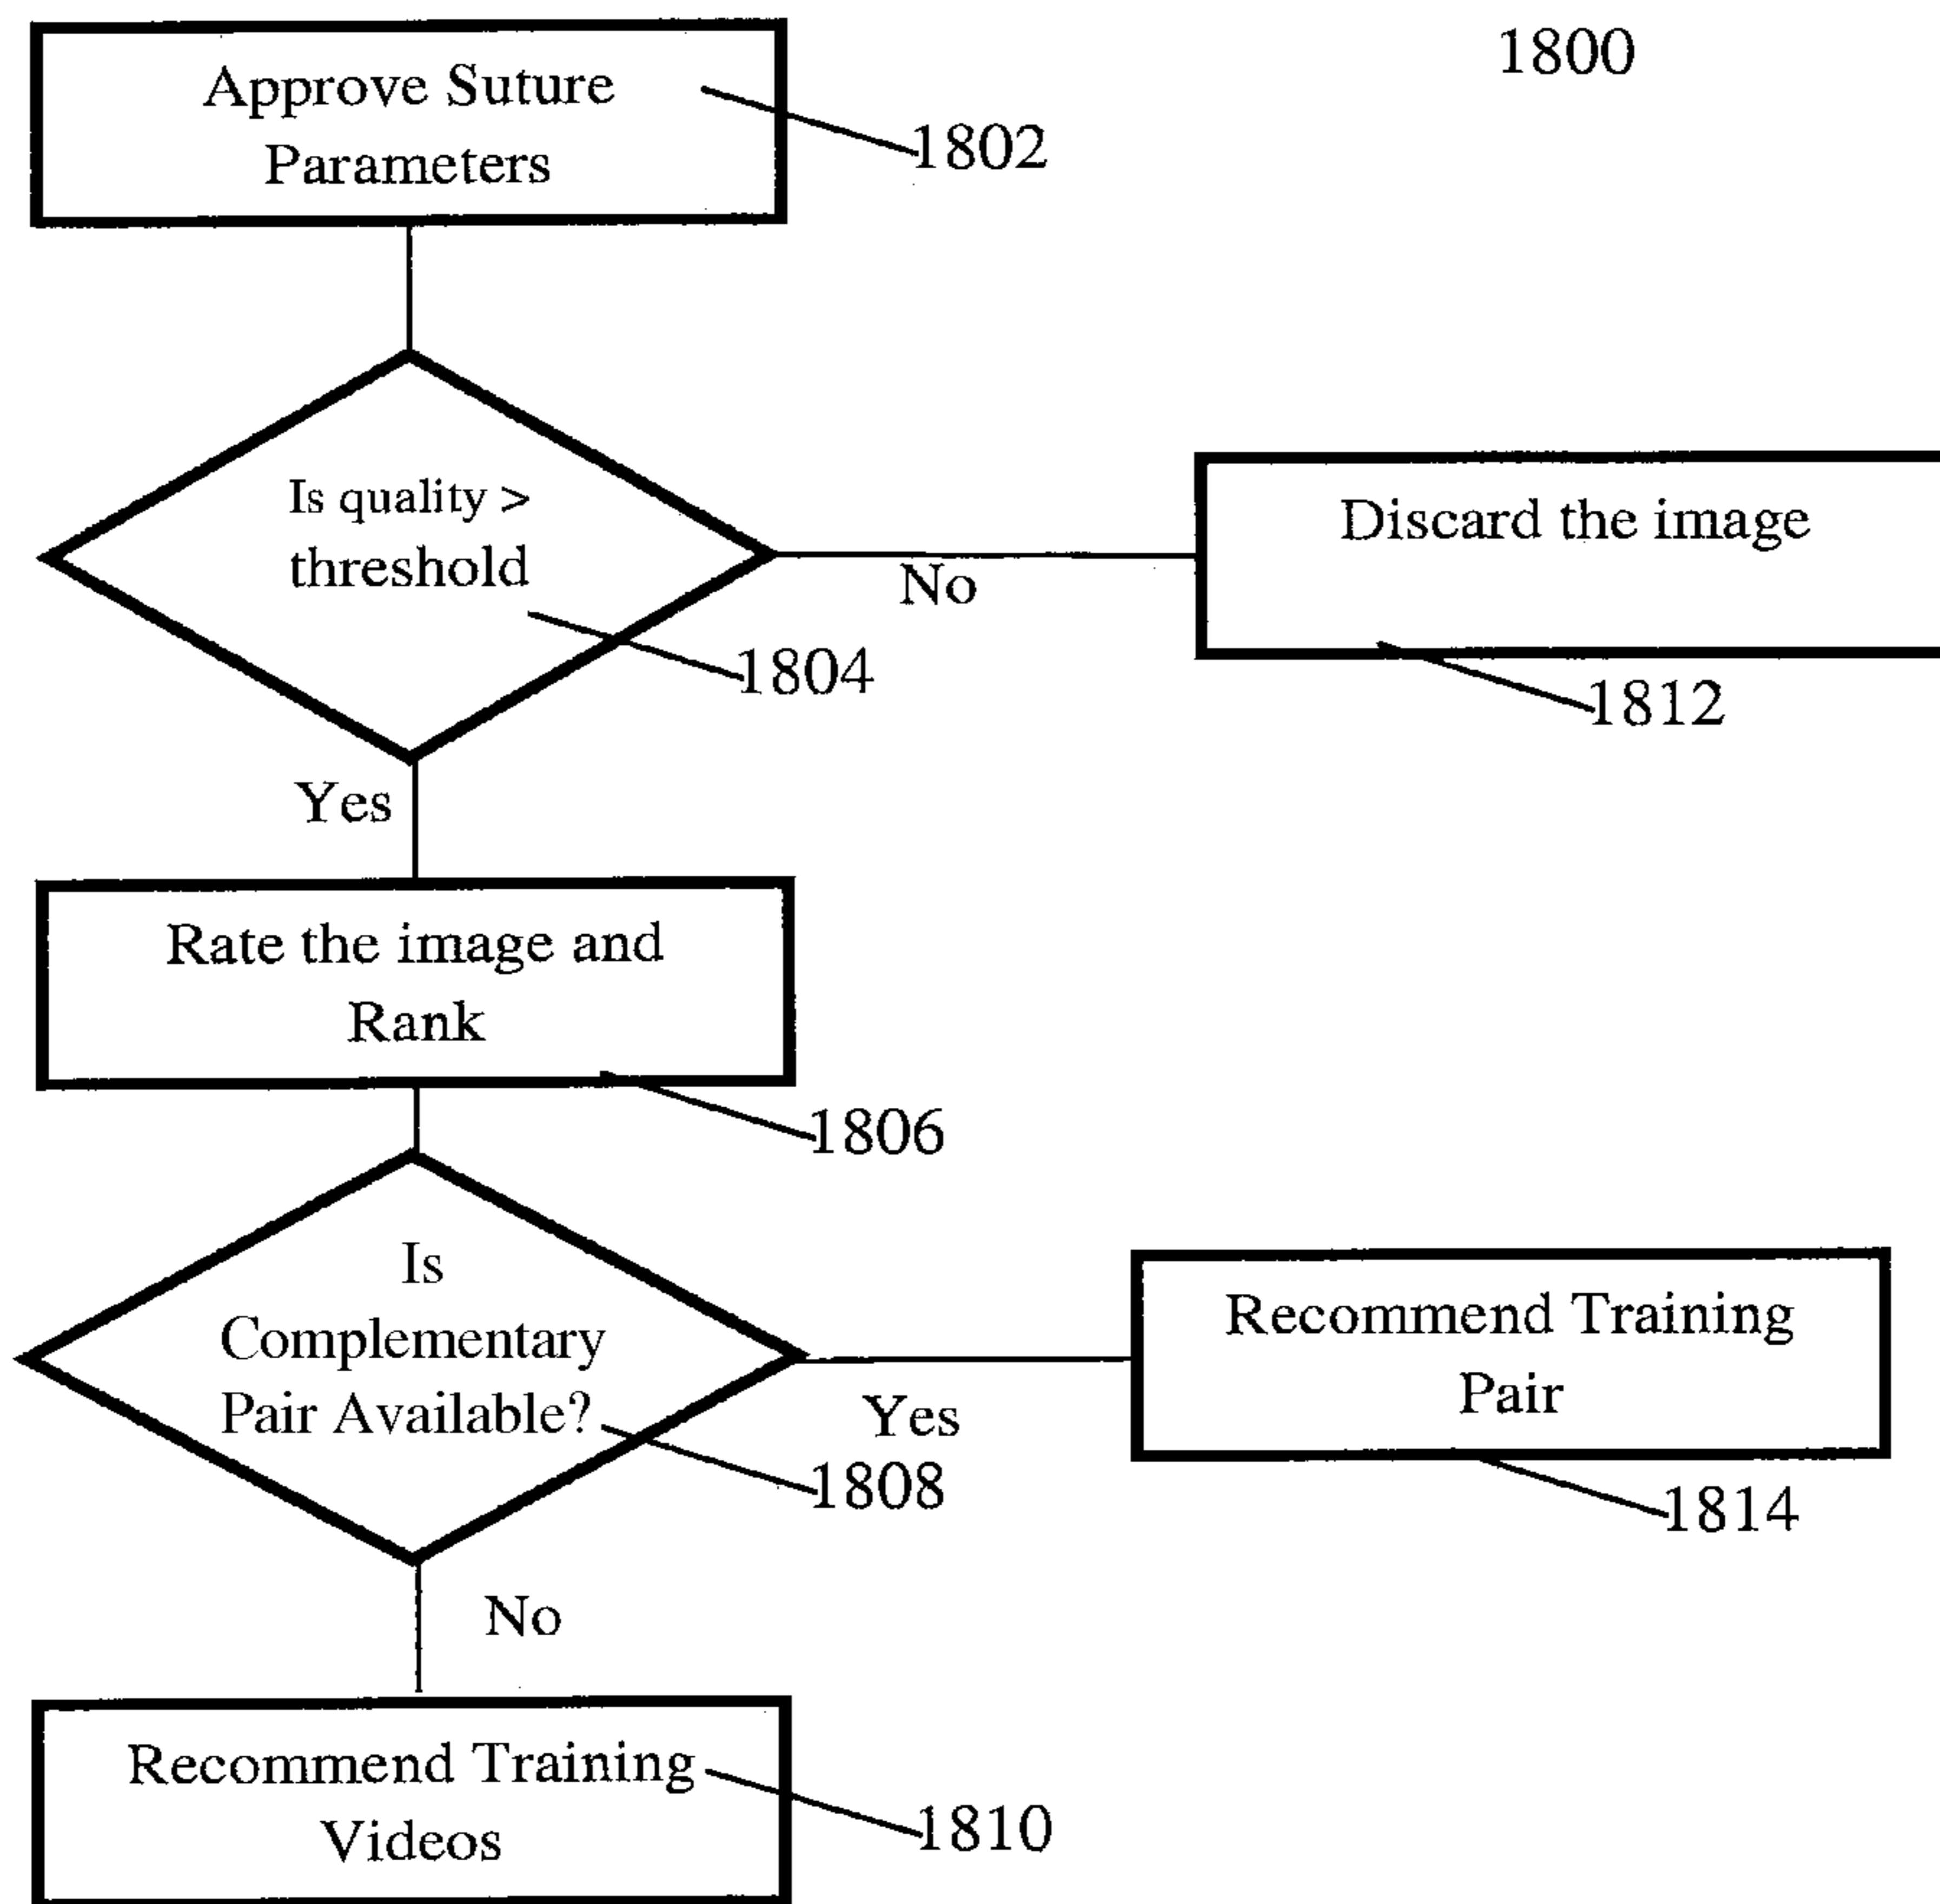 1800
Approve Suture
Parameters
1802
Is quality >
threshold
1804
No
Discard the image
1812
Yes
Rate the image and
Rank
1806
Is
Complementary
Pair Available?
1808
Yes
Recommend Training
Pair
1814
No
Recommend Training
Videos
1810